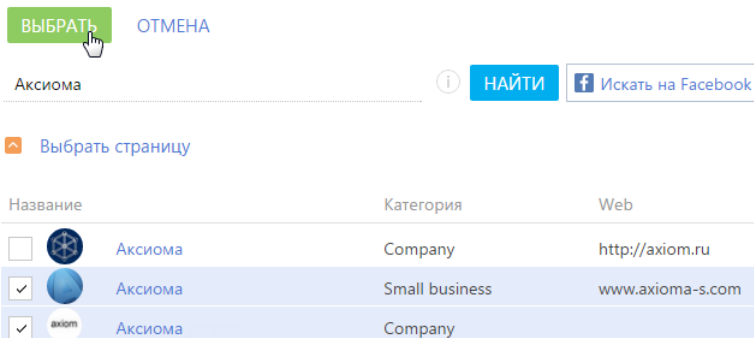 ВЫБРАТЬ ОТМЕНА
Аксиома i НАЙТИ f Искать на Facebook
Выбрать страницу
Название Категория Web
Аксиома Company http://axiom.ru
Аксиома Small business www.axioma-s.com
axiom Аксиома Company